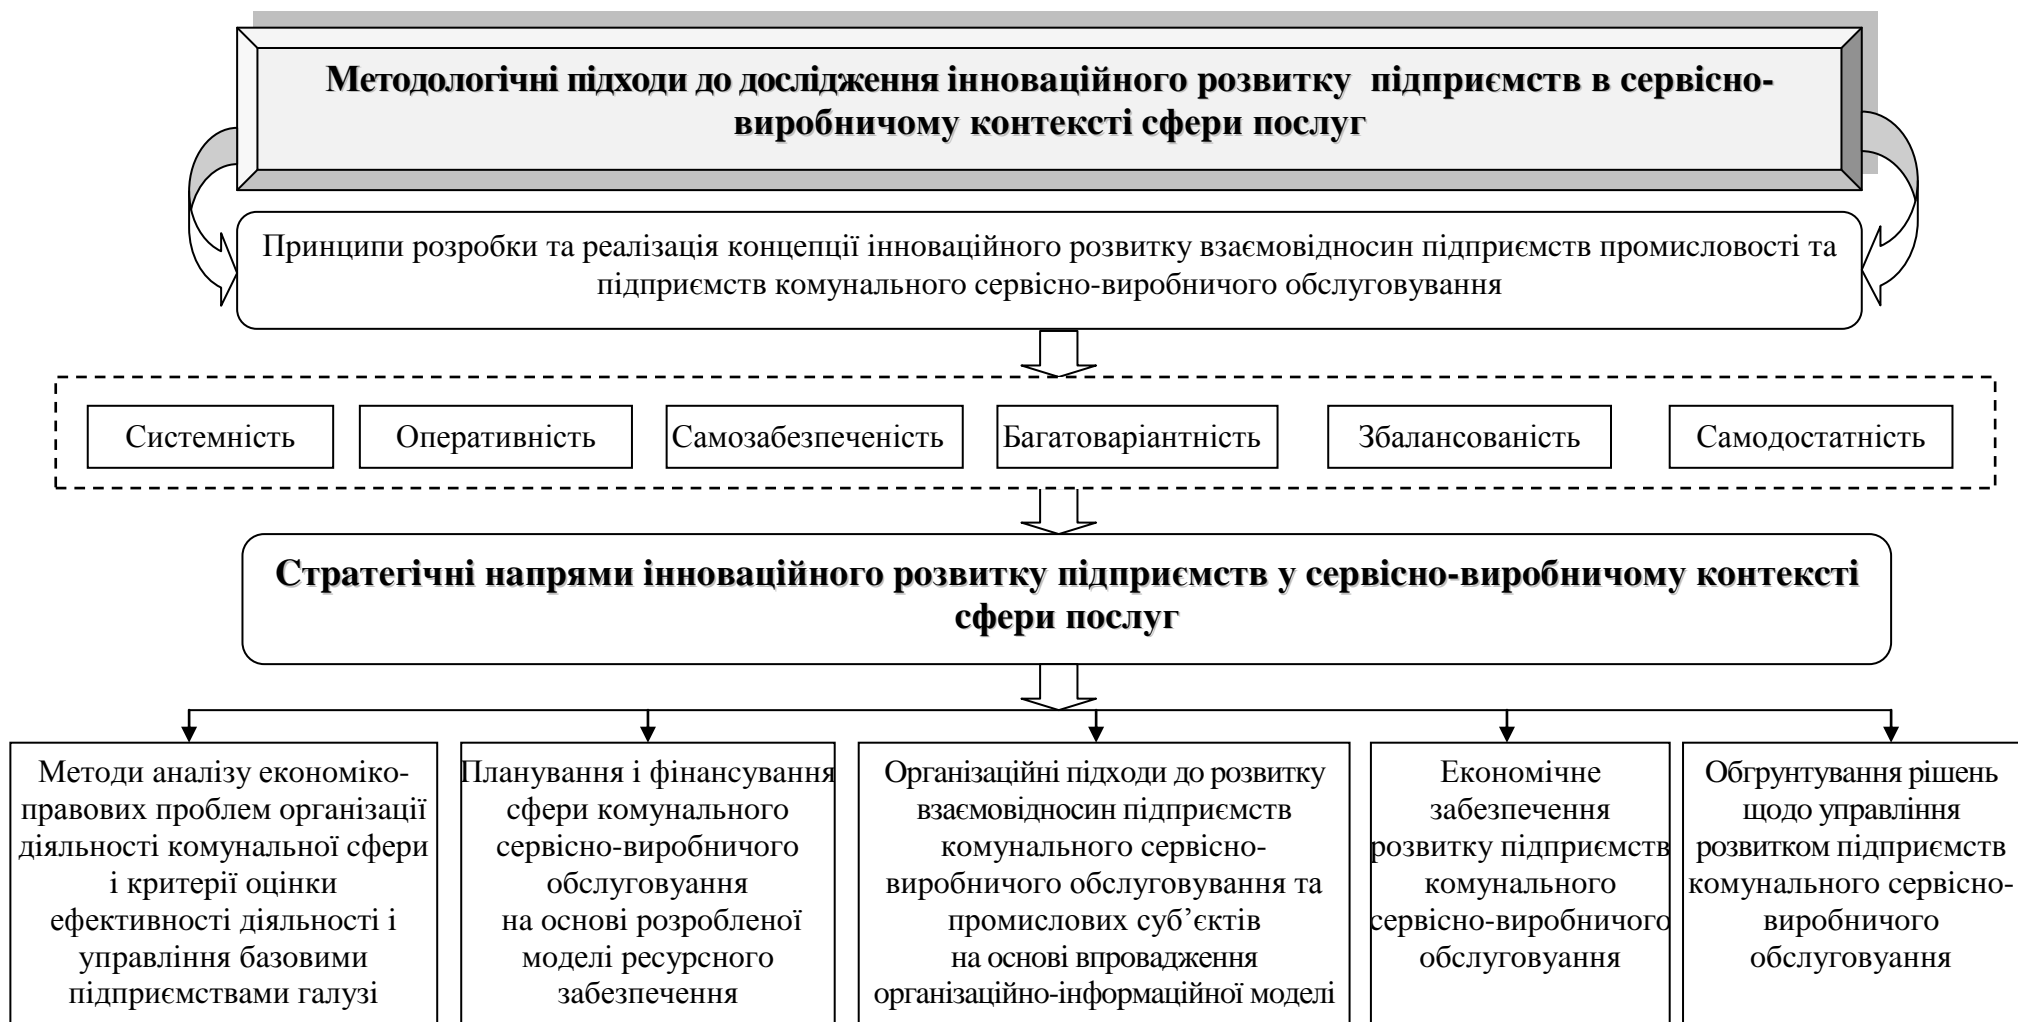 Методологічні підходи до дослідження інноваційного розвитку підприємств в сервісно-
виробничому контексті сфери послуг
Принципи розробки та реалізація концепції інноваційного розвитку взаємовідносин підприємств промисловості та
підприємств комунального сервісно-виробничого обслуговування
Системність
Оперативність
Самозабезпеченість
Багатоваріантність
Збалансованість
Самодостатність
Стратегічні напрями інноваційного розвитку підприємств у сервісно-виробничому контексті
сфери послуг
Методи аналізу економіко-
правових проблем організації
діяльності комунальної сфери
і критерії оцінки
ефективності діяльності і
управління базовими
підприємствами галузі
Планування і фінансування
сфери комунального
сервісно-виробничого
обслуговуання
на основі розробленої
моделі ресурсного
забезпечення
Організаційні підходи до розвитку
взаємовідносин підприємств
комунального сервісно-
виробничого обслуговування та
промислових суб’єктів
на основі впровадження
організаційно-інформаційної моделі
Економічне
забезпечення
розвитку підприємств
комунального
сервісно-виробничого
обслуговуання
Обгрунтування рішень
щодо управління
розвитком підприємств
комунального сервісно-
виробничого
обслуговуання